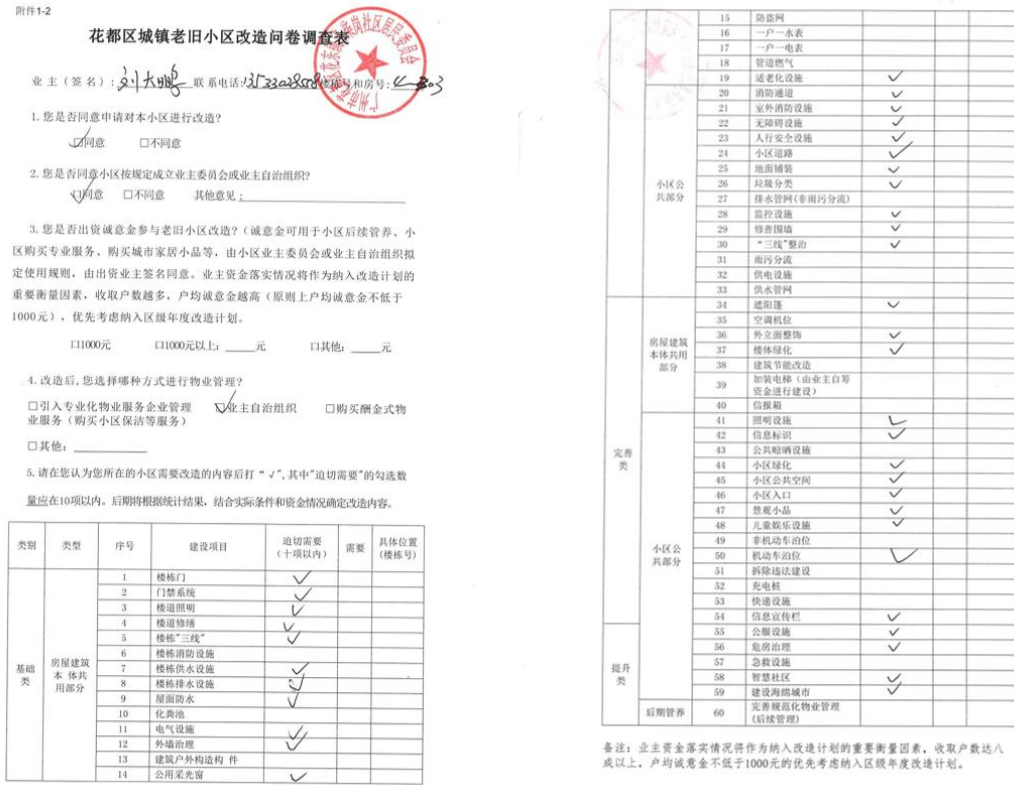 附件1-2
花都区城镇老旧小区改造问卷调查表
业主(签名):刘大鹏 联系电话:13533028508 楼栋号和房号:
1.您是否同意申请对本小区进行改造?
☑同意 □不同意
2.您是否同意小区按规定成立业主委员会或业主自治组织?
☑同意 □不同意 其他意见:
3.您是否出资诚意金参与老旧小区改造?(诚意金可用于小区后续管养、小
区购买专业服务、购买城市家居小品等,由小区业主委员会或业主自治组织拟
定使用规则,由出资业主签名同意。业主资金落实情况将作为纳入改造计划的
重要衡量因素,收取户数越多,户均诚意金越高(原则上户均诚意金不低于
1000元),优先考虑纳入区级年度改造计划。
□1000元 □1000元以上:____元 □其他:____元
4.改造后,您选择哪种方式进行物业管理?
□引入专业化物业服务企业管理 ☑业主自治组织 □购买酬金式物
业服务(购买小区保洁等服务)
□其他:
5.请在您认为您所在的小区需要改造的内容后打“√”,其中"迫切需要"的勾选数
量应在10项以内。后期将根据统计结果,结合实际条件和资金情况确定改造内容。
类别 类型 序号 建设项目 迫切需要(十项以内) 需要 具体位置(楼栋号)
基础类 房屋建筑本体共用部分
1 楼栋门 √
2 门禁系统 √
3 楼道照明 √
4 楼道修缮 √
5 楼栋"三线" √
6 楼栋消防设施
7 楼栋供水设施 √
8 楼栋排水设施 √
9 屋面防水 √
10 化粪池
11 电气设施 √
12 外墙治理 √
13 建筑户外构造构 件
14 公用采光窗 √
15 防盗网
16 一户一水表
17 一户一电表
18 管道燃气
19 适老化设施 √
小区公共部分
20 消防通道 √
21 室外消防设施 √
22 无障碍设施 √
23 人行安全设施 √
24 小区道路 √
25 地面铺装 √
26 垃圾分类 √
27 排水管网(非雨污分流)
28 监控设施 √
29 修善围墙 √
30 “三线”整治 √
31 雨污分流
32 供电设施
33 供水管网
完善类 房屋建筑本体共用部分
34 遮阳篷 √
35 空调机位
36 外立面整饰 √
37 楼体绿化 √
38 建筑节能改造
39 加装电梯(由业主自筹资金进行建设)
40 信报箱
小区公共部分
41 照明设施 √
42 信息标识 √
43 公共晾晒设施
44 小区绿化 √
45 小区公共空间 √
46 小区入口 √
47 景观小品 √
48 儿童娱乐设施 √
49 非机动车泊位
50 机动车泊位 √
51 拆除违法建设
52 充电桩
53 快递设施
54 信息宣传栏 √
提升类
55 公服设施 √
56 危房治理 √
57 急救设施
58 智慧社区 √
59 建设海绵城市 √
后期管养 60 完善规范化物业管理(后续管理)
备注:业主资金落实情况将作为纳入改造计划的重要衡量因素,收取户数达八
成以上,户均诚意金不低于1000元的优先考虑纳入区级年度改造计划。